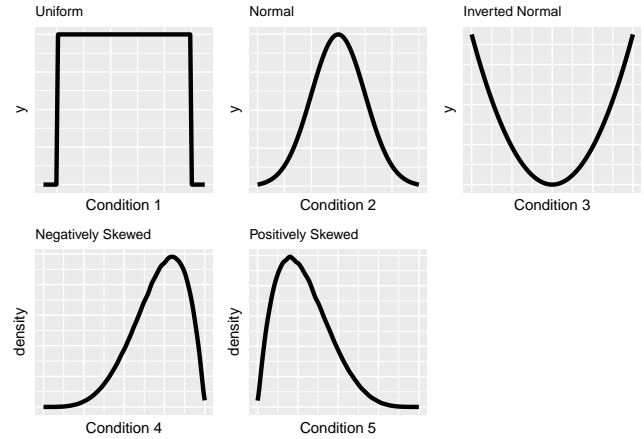 Uniform
y
Condition 1
Normal
y
Condition 2
Inverted Normal
y
Condition 3
Negatively Skewed
density
Condition 4
Positively Skewed
density
Condition 5